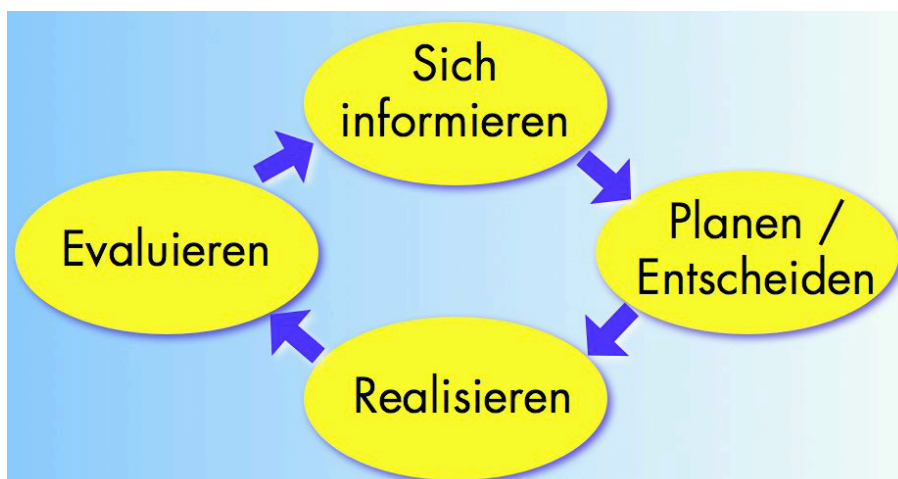 Sich
informieren
Planen /
Entscheiden
Realisieren
Evaluieren